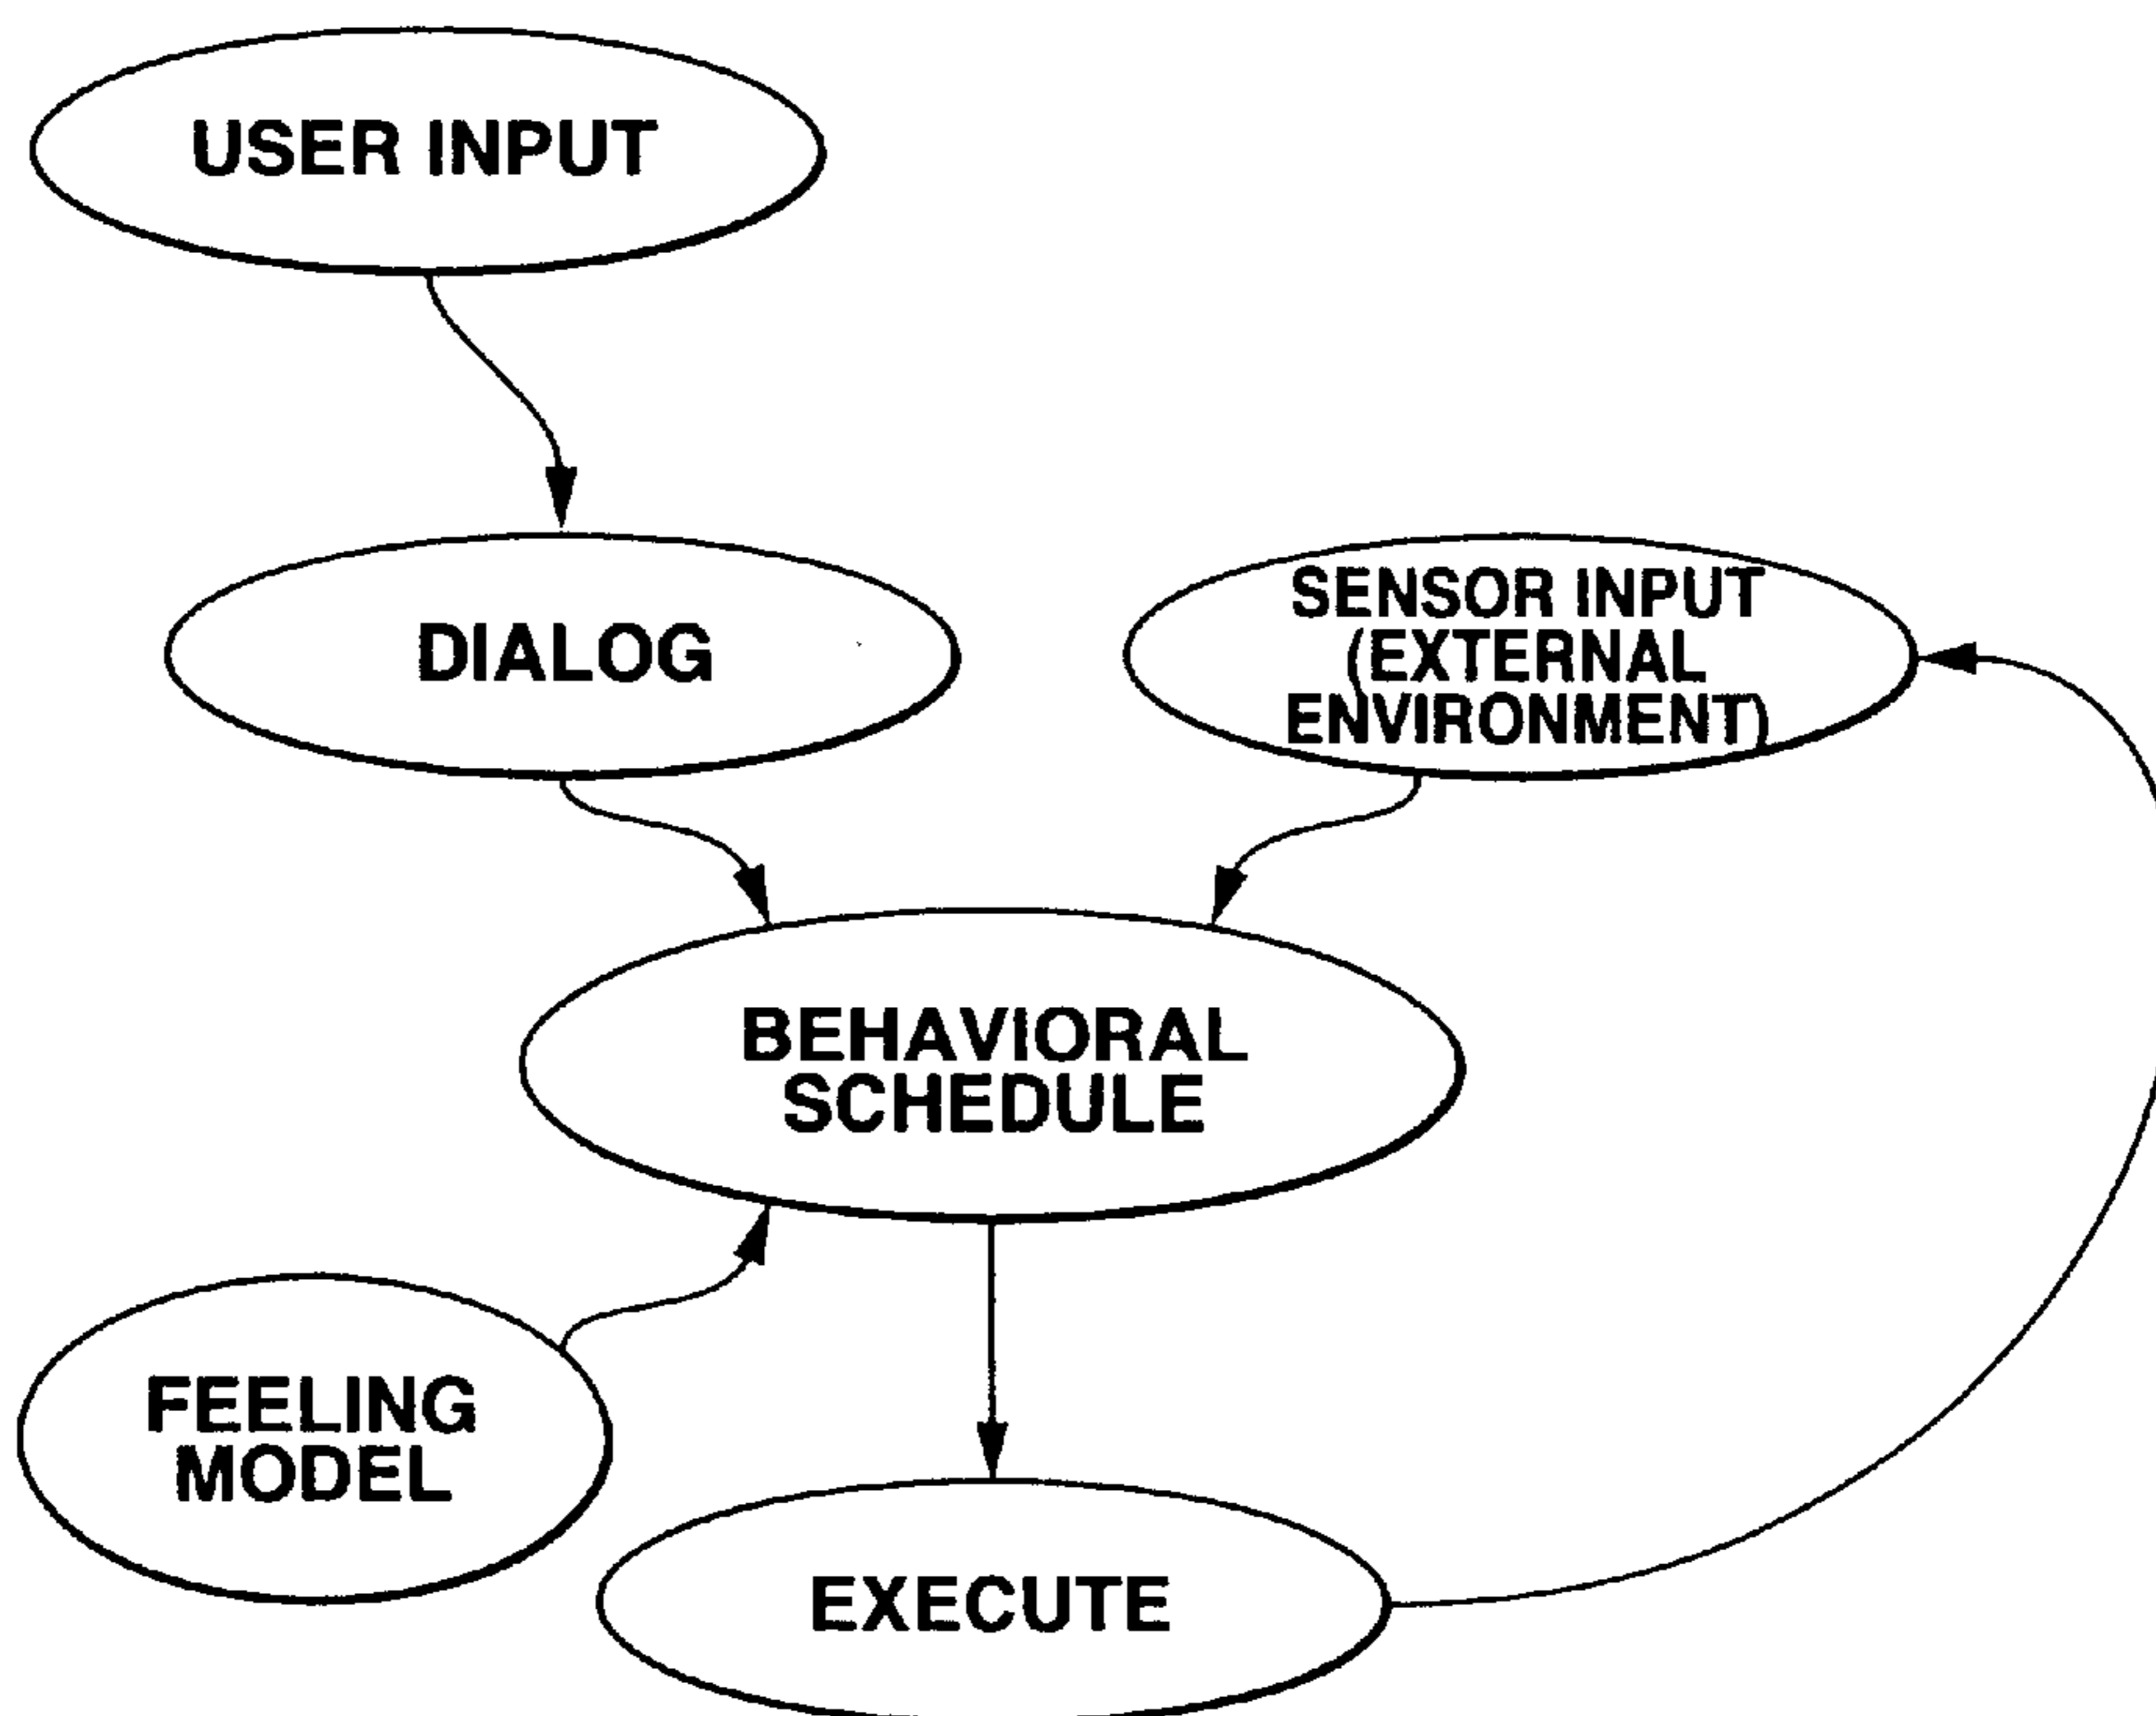 USER INPUT
DIALOG
SENSOR INPUT
(EXTERNAL
ENVIRONMENT)
BEHAVIORAL
SCHEDULE
FEELING
MODEL
EXECUTE